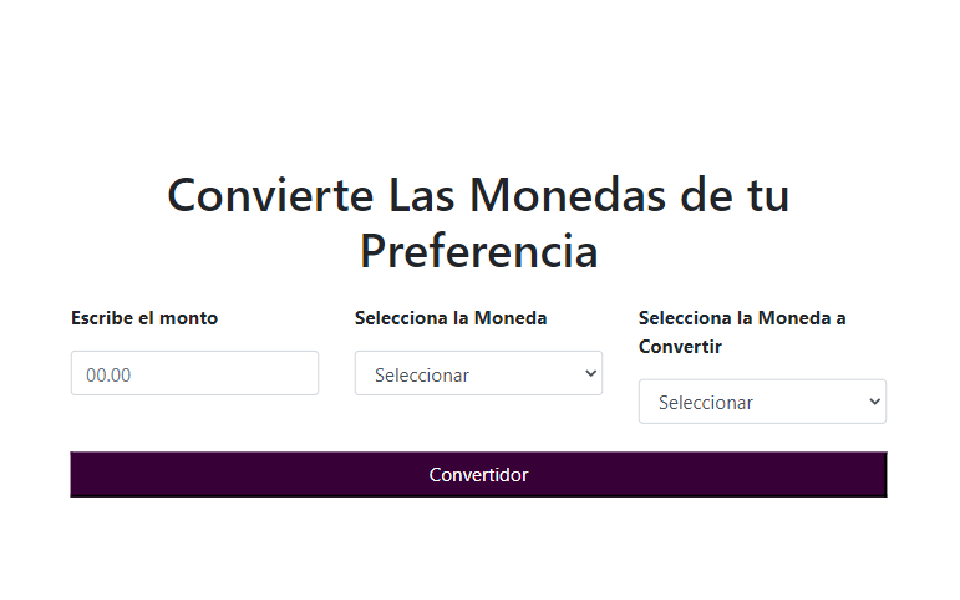 Convierte Las Monedas de tu
Preferencia
Escribe el monto
Selecciona la Moneda
Selecciona la Moneda a
Convertir
00.00
Seleccionar
Seleccionar
Convertidor